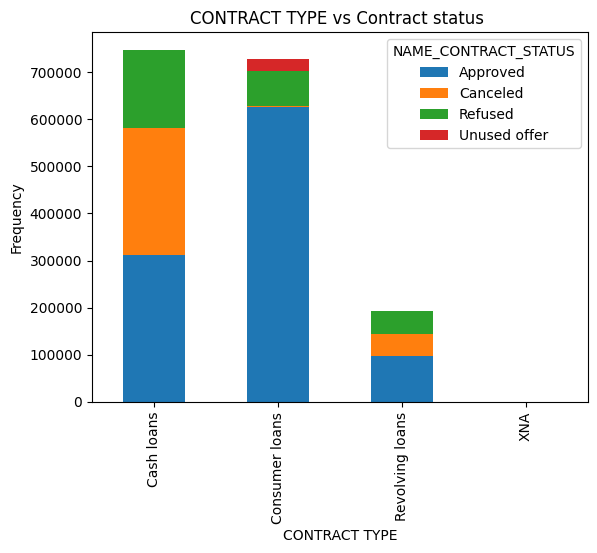 CONTRACT TYPE vs Contract status
NAME_CONTRACT_STATUS
Approved
Canceled
Refused
Unused offer
Frequency
700000
600000
500000
400000
300000
200000
100000
0
Cash loans
Consumer loans
Revolving loans
XNA
CONTRACT TYPE